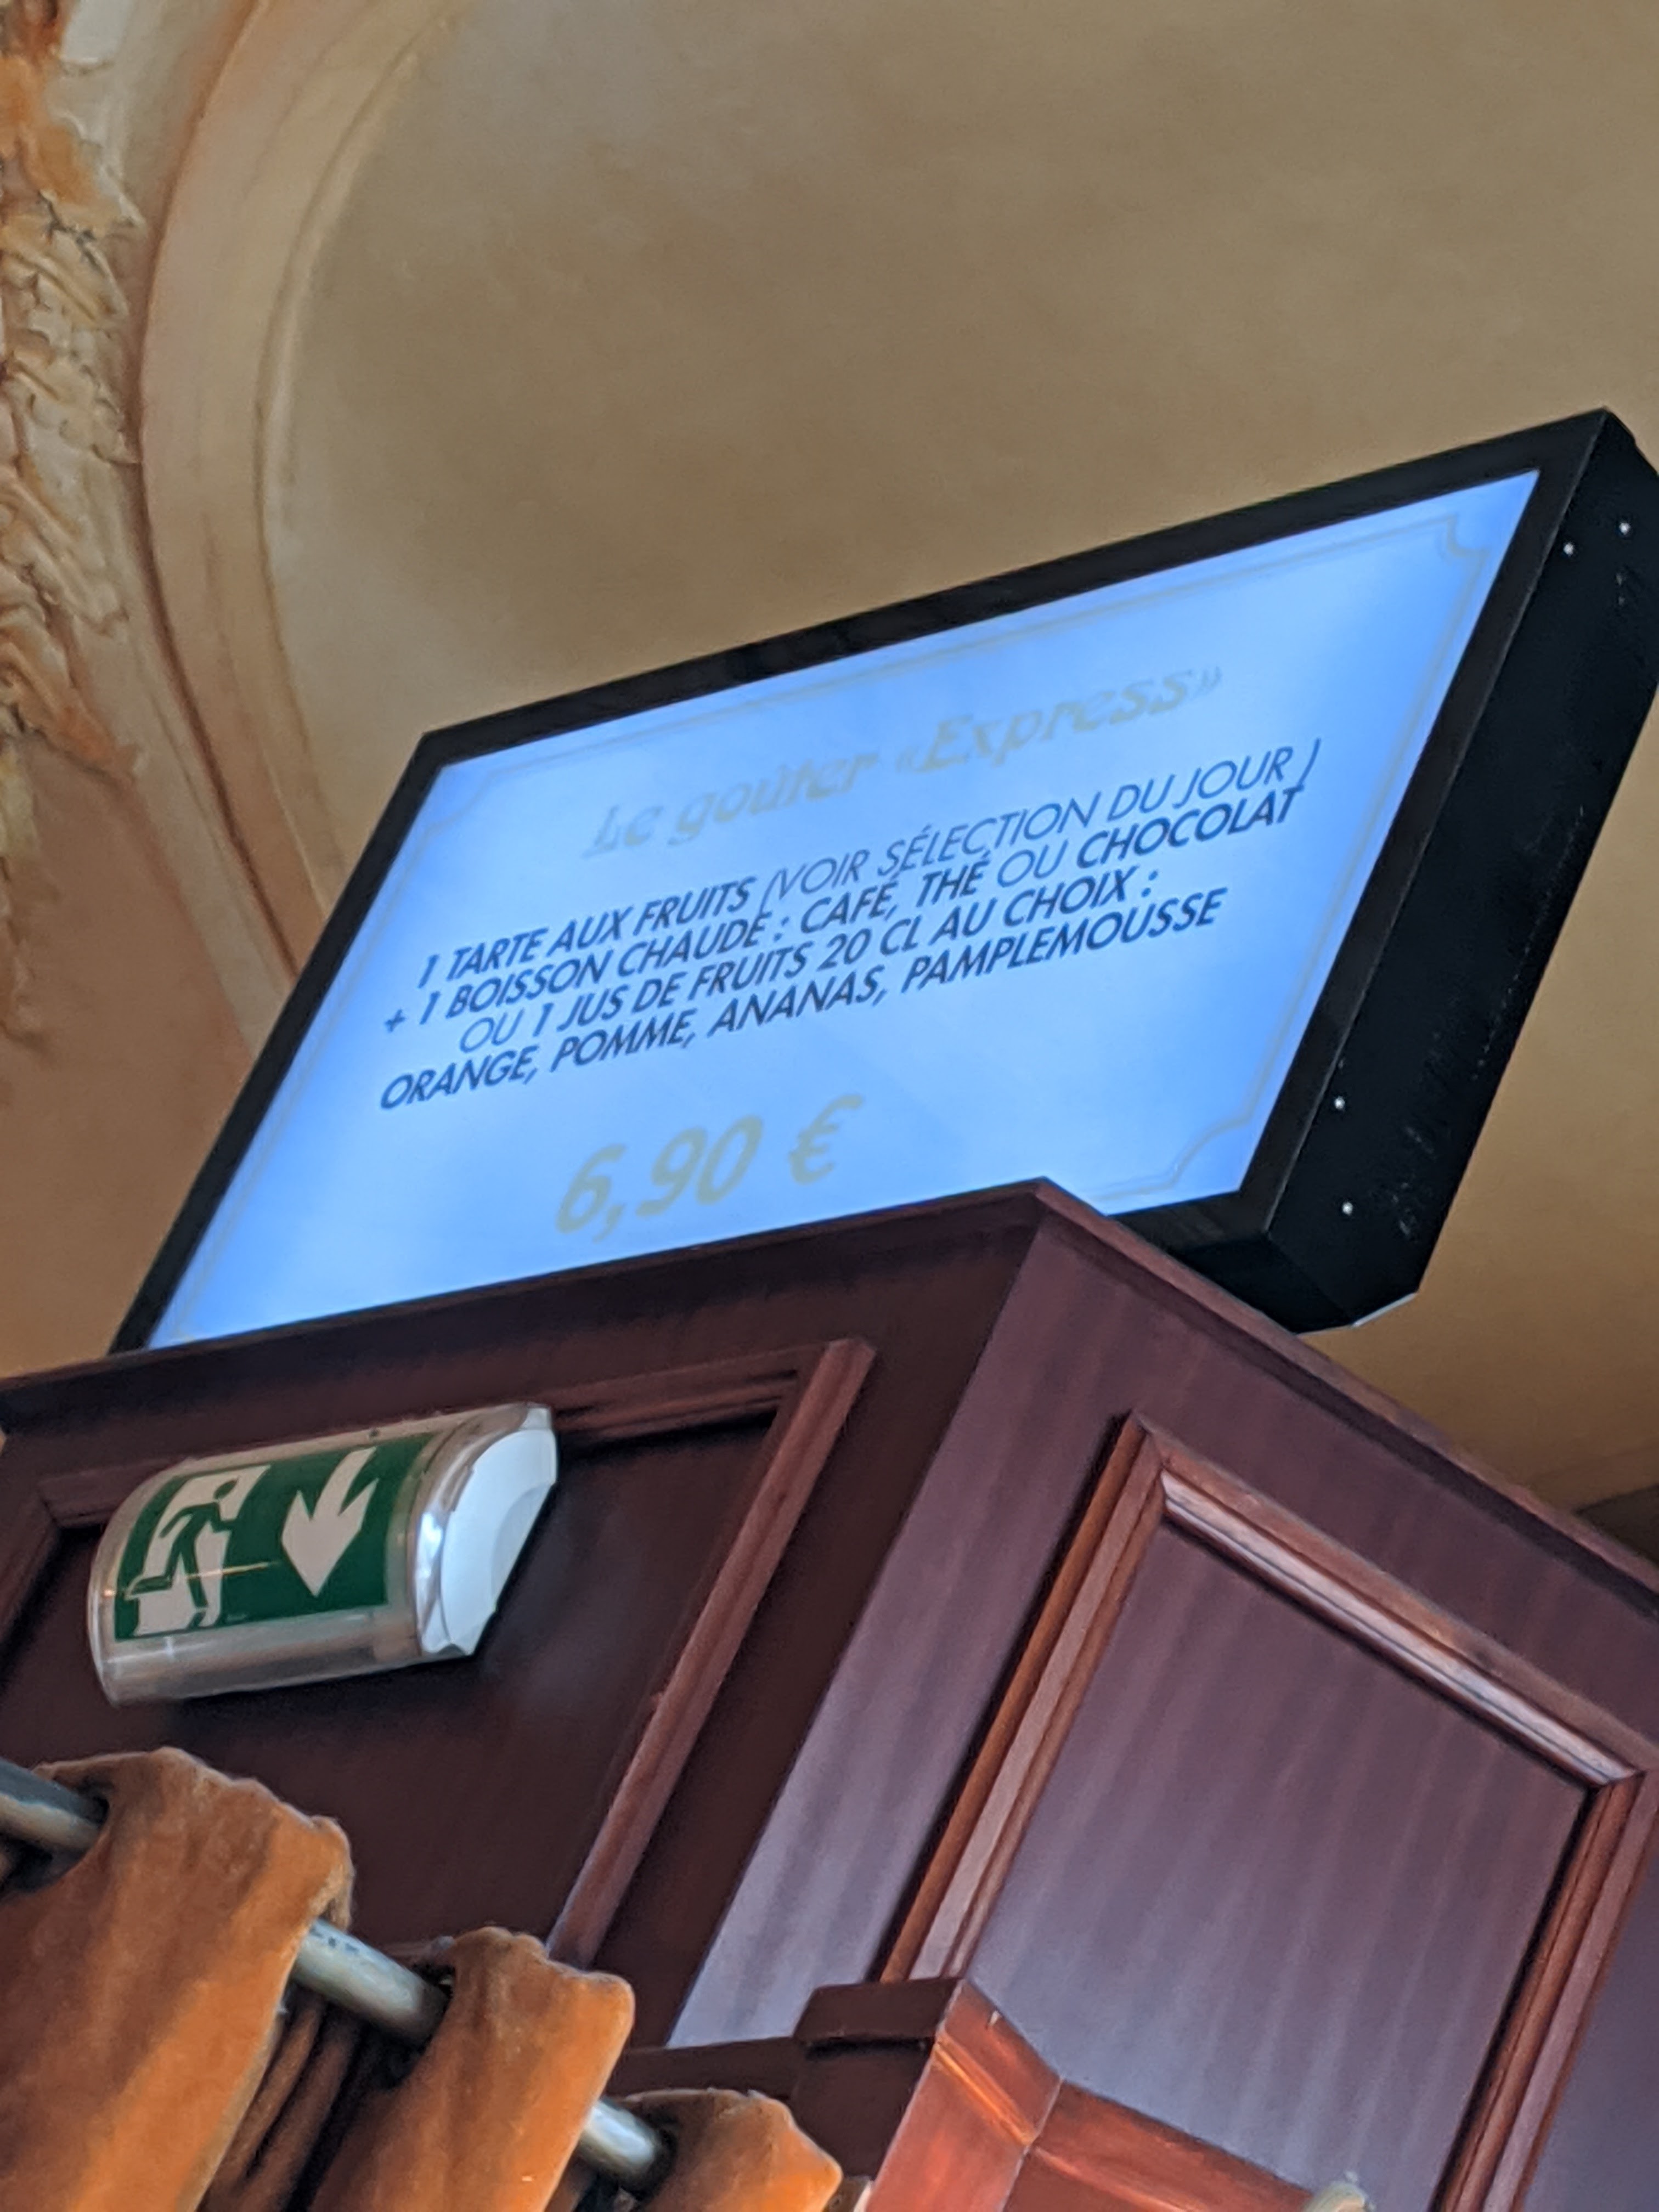 Le goûter «Express»
1 TARTE AUX FRUITS (VOIR SÉLECTION DU JOUR )
+ 1 BOISSON CHAUDE : CAFÉ, THÉ OU CHOCOLAT
OU 1 JUS DE FRUITS 20 CL AU CHOIX :
ORANGE, POMME, ANANAS, PAMPLEMOUSSE
6,90 €